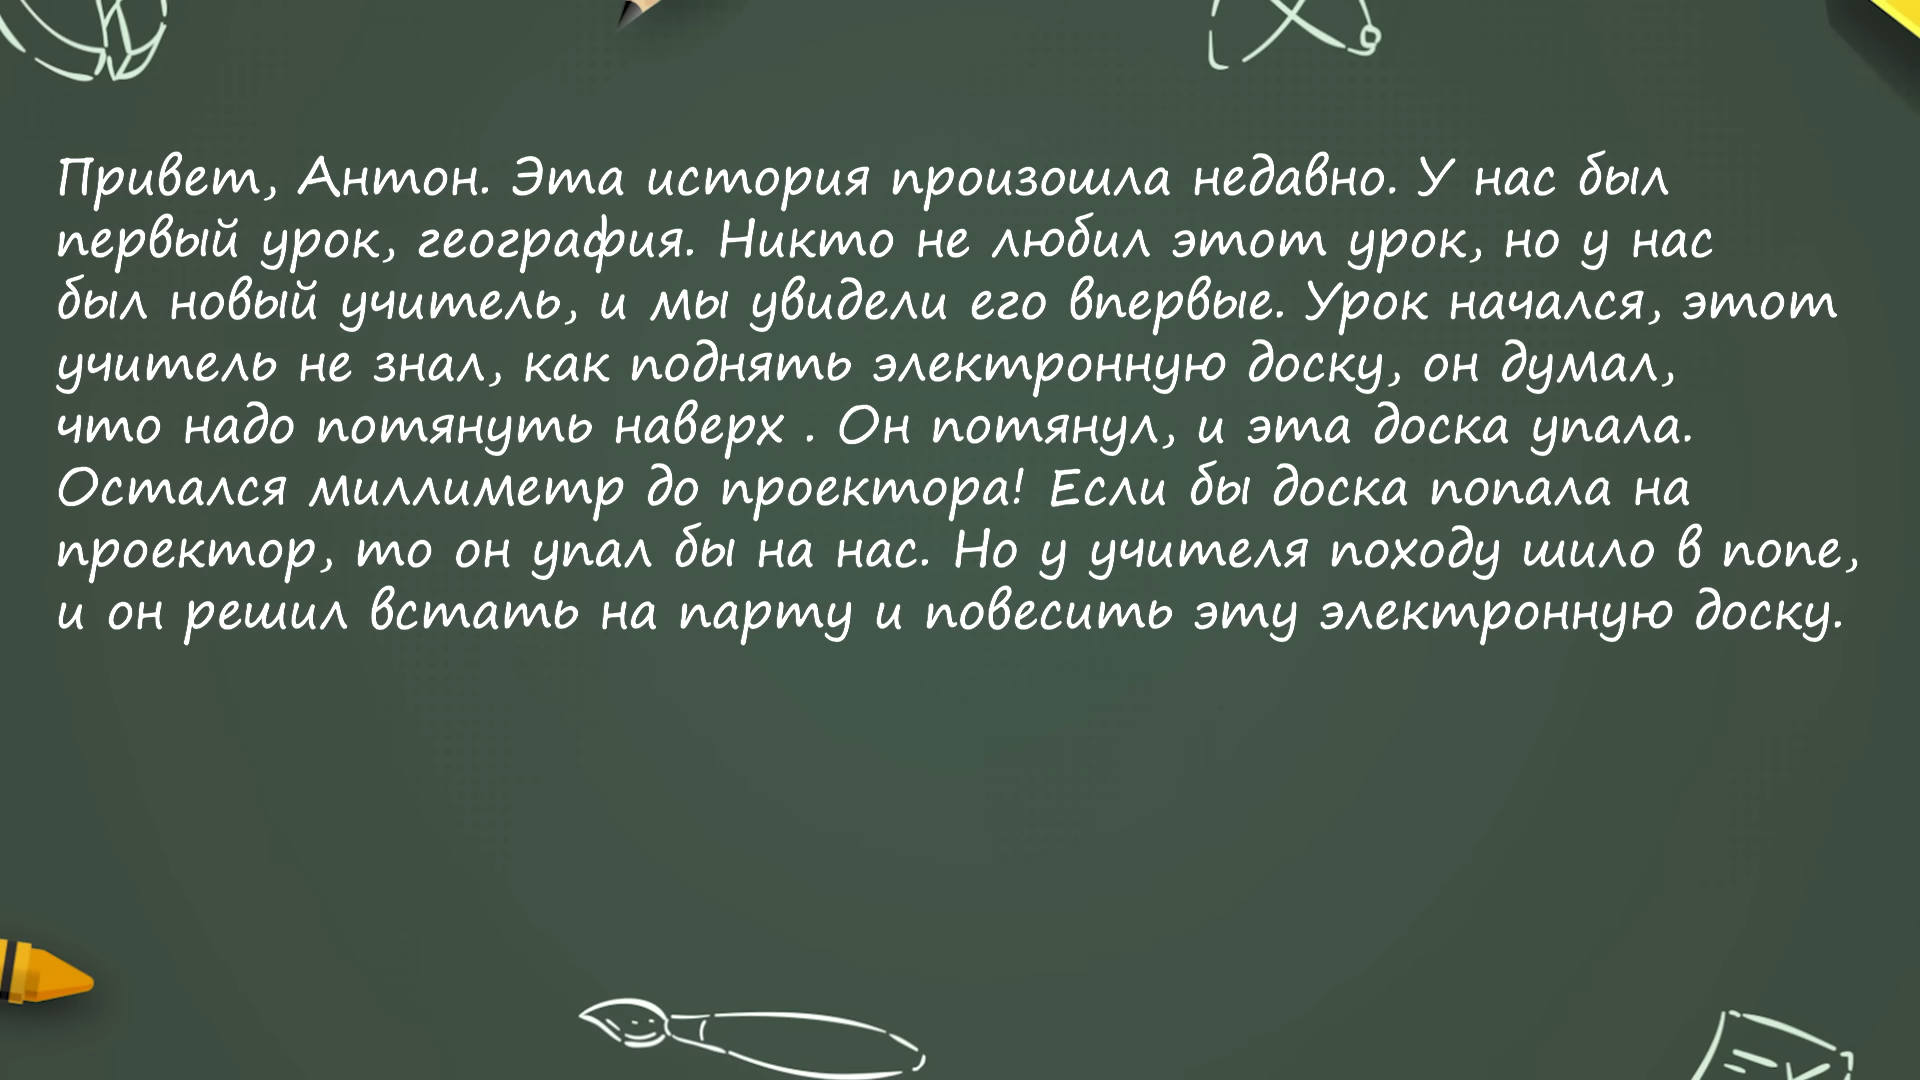 Привет, Антон. Эта история произошла недавно. У нас был
первый урок, география. Никто не любил этот урок, но у нас
был новый учитель, и мы увидели его впервые. Урок начался, этот
учитель не знал, как поднять электронную доску, он думал,
что надо потянуть наверх . Он потянул, и эта доска упала.
Остался миллиметр до проектора! Если бы доска попала на
проектор, то он упал бы на нас. Но у учителя походу шило в попе,
и он решил встать на парту и повесить эту электронную доску.